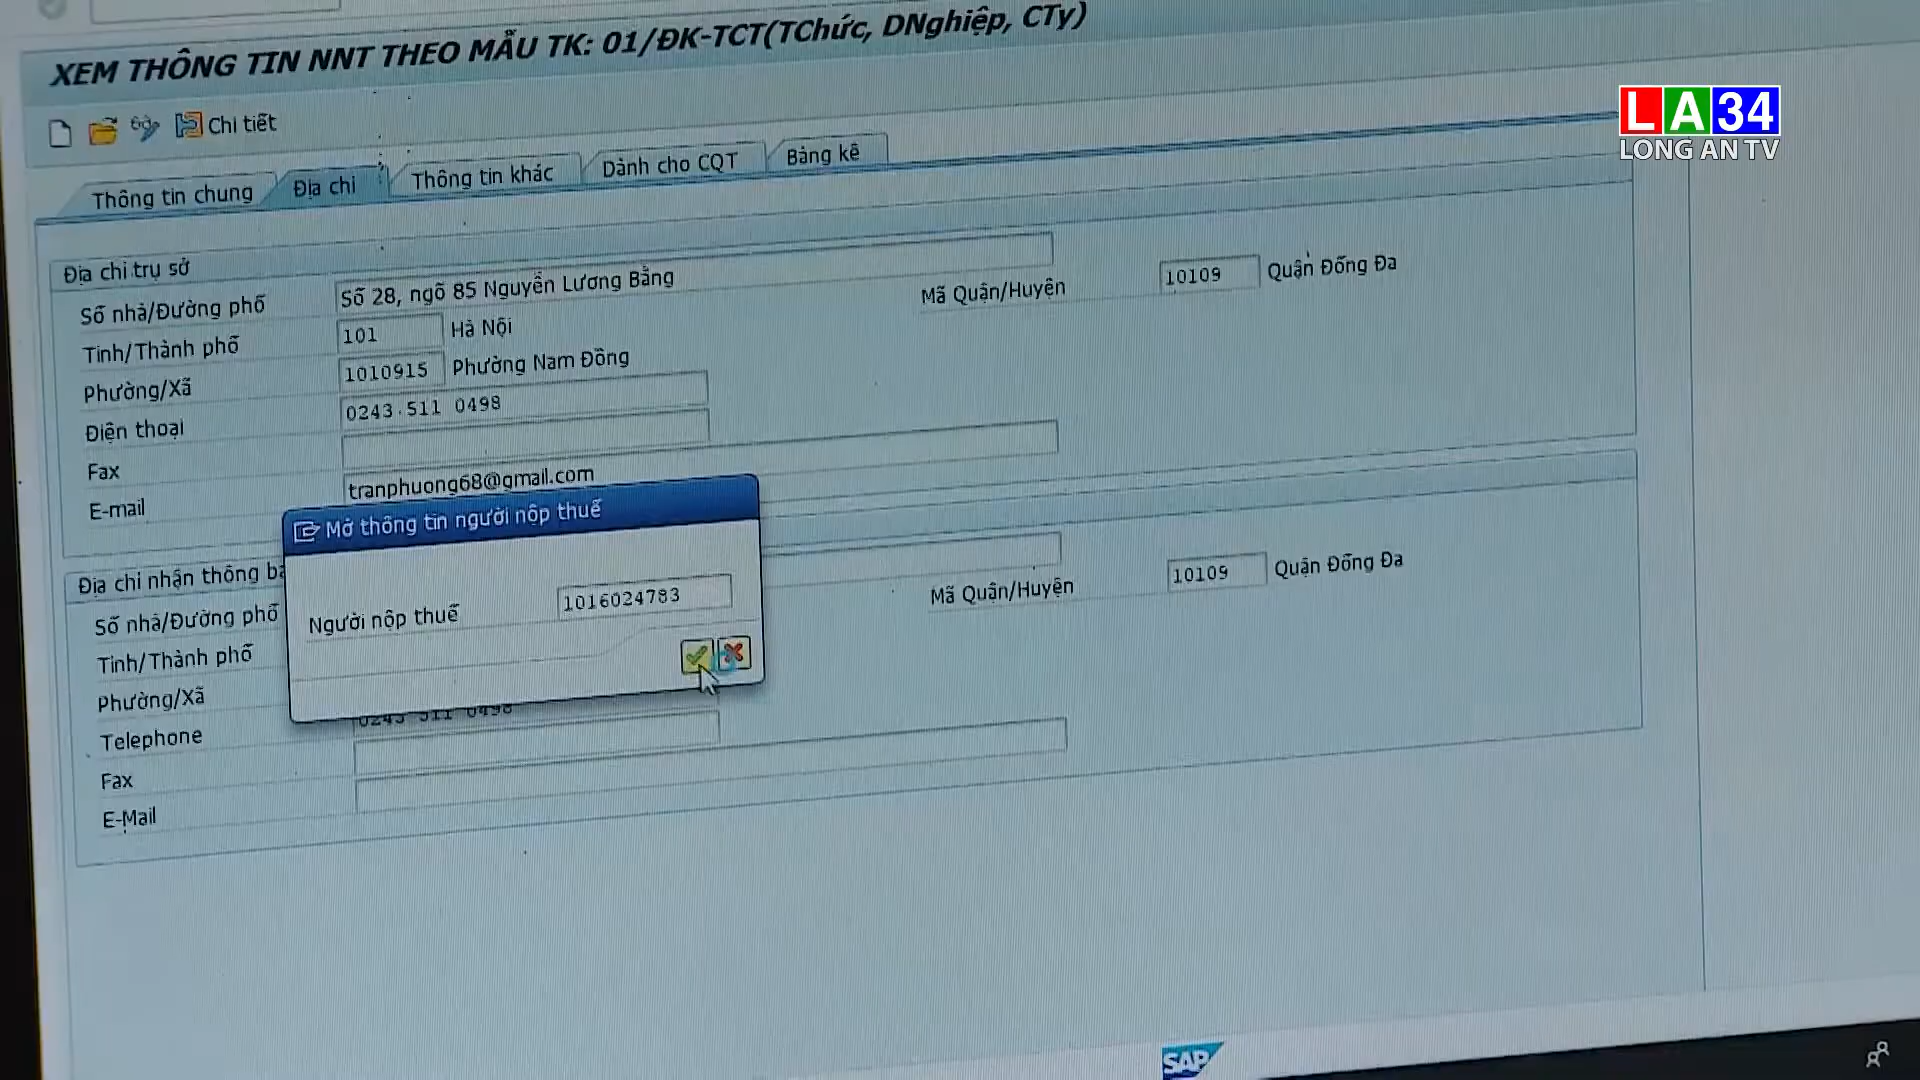 XEM THÔNG TIN NNT THEO MẪU TK: 01/ĐK-TCT(TChức, DNghiệp, CTy)
LA34
LONG AN TV
Chi tiết
Thông tin chung
Địa chỉ
Thông tin khác
Dành cho CQT
Bảng kê
Địa chỉ trụ sở
Số nhà/Đường phố Số 28, ngõ 85 Nguyễn Lương Bằng
Mã Quận/Huyện 10109 Quận Đống Đa
Tỉnh/Thành phố 101 Hà Nội
Phường/Xã 1010915 Phường Nam Đồng
Điện thoại 0243.511 0498
Fax
E-mail tranphuong68@gmail.com
Mở thông tin người nộp thuế
Người nộp thuế 1016024783
Địa chỉ nhận thông bá
Số nhà/Đường phố
Mã Quận/Huyện 10109 Quận Đống Đa
Tỉnh/Thành phố
Phường/Xã
Telephone 0243 511 0498
Fax
E-Mail
SAP